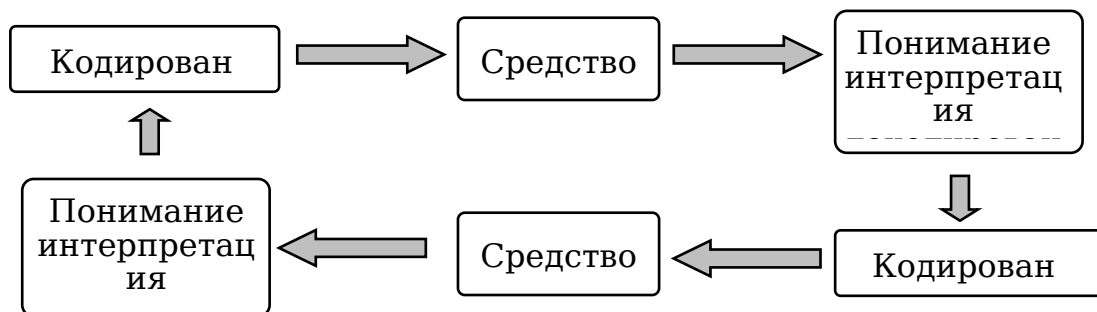 Кодирован
Средство
Понимание
интерпретац
ия
Понимание
интерпретац
ия
Средство
Кодирован